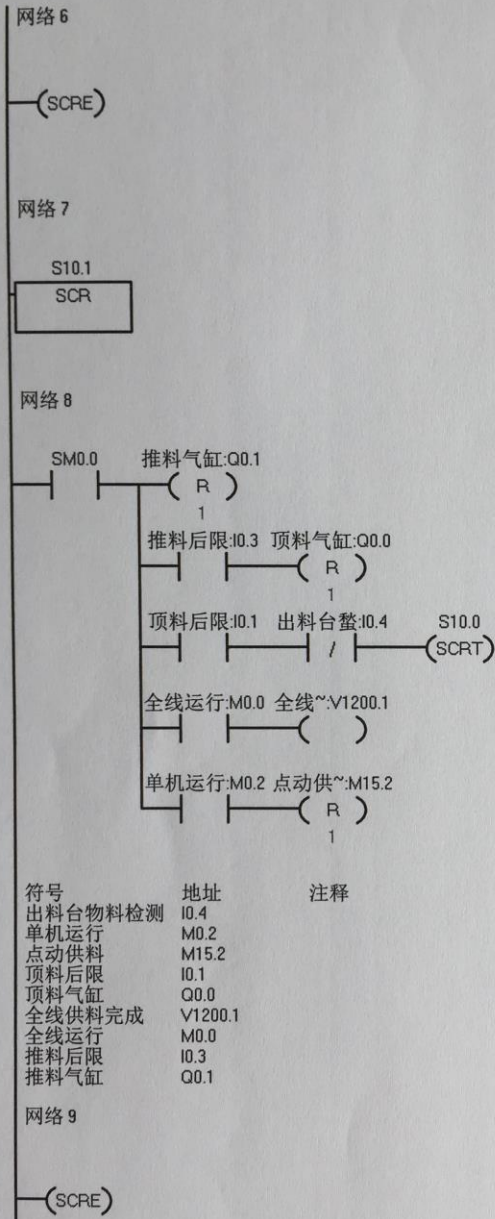 网络 6
(SCRE)
网络 7
S10.1
SCR
网络 8
SM0.0 推料气缸:Q0.1
R
1
推料后限:I0.3 顶料气缸:Q0.0
R
1
顶料后限:I0.1 出料台螯:I0.4 S10.0
/ (SCRT)
全线运行:M0.0 全线~:V1200.1
单机运行:M0.2 点动供~:M15.2
R
1
符号 地址 注释
出料台物料检测 I0.4
单机运行 M0.2
点动供料 M15.2
顶料后限 I0.1
顶料气缸 Q0.0
全线供料完成 V1200.1
全线运行 M0.0
推料后限 I0.3
推料气缸 Q0.1
网络 9
(SCRE)